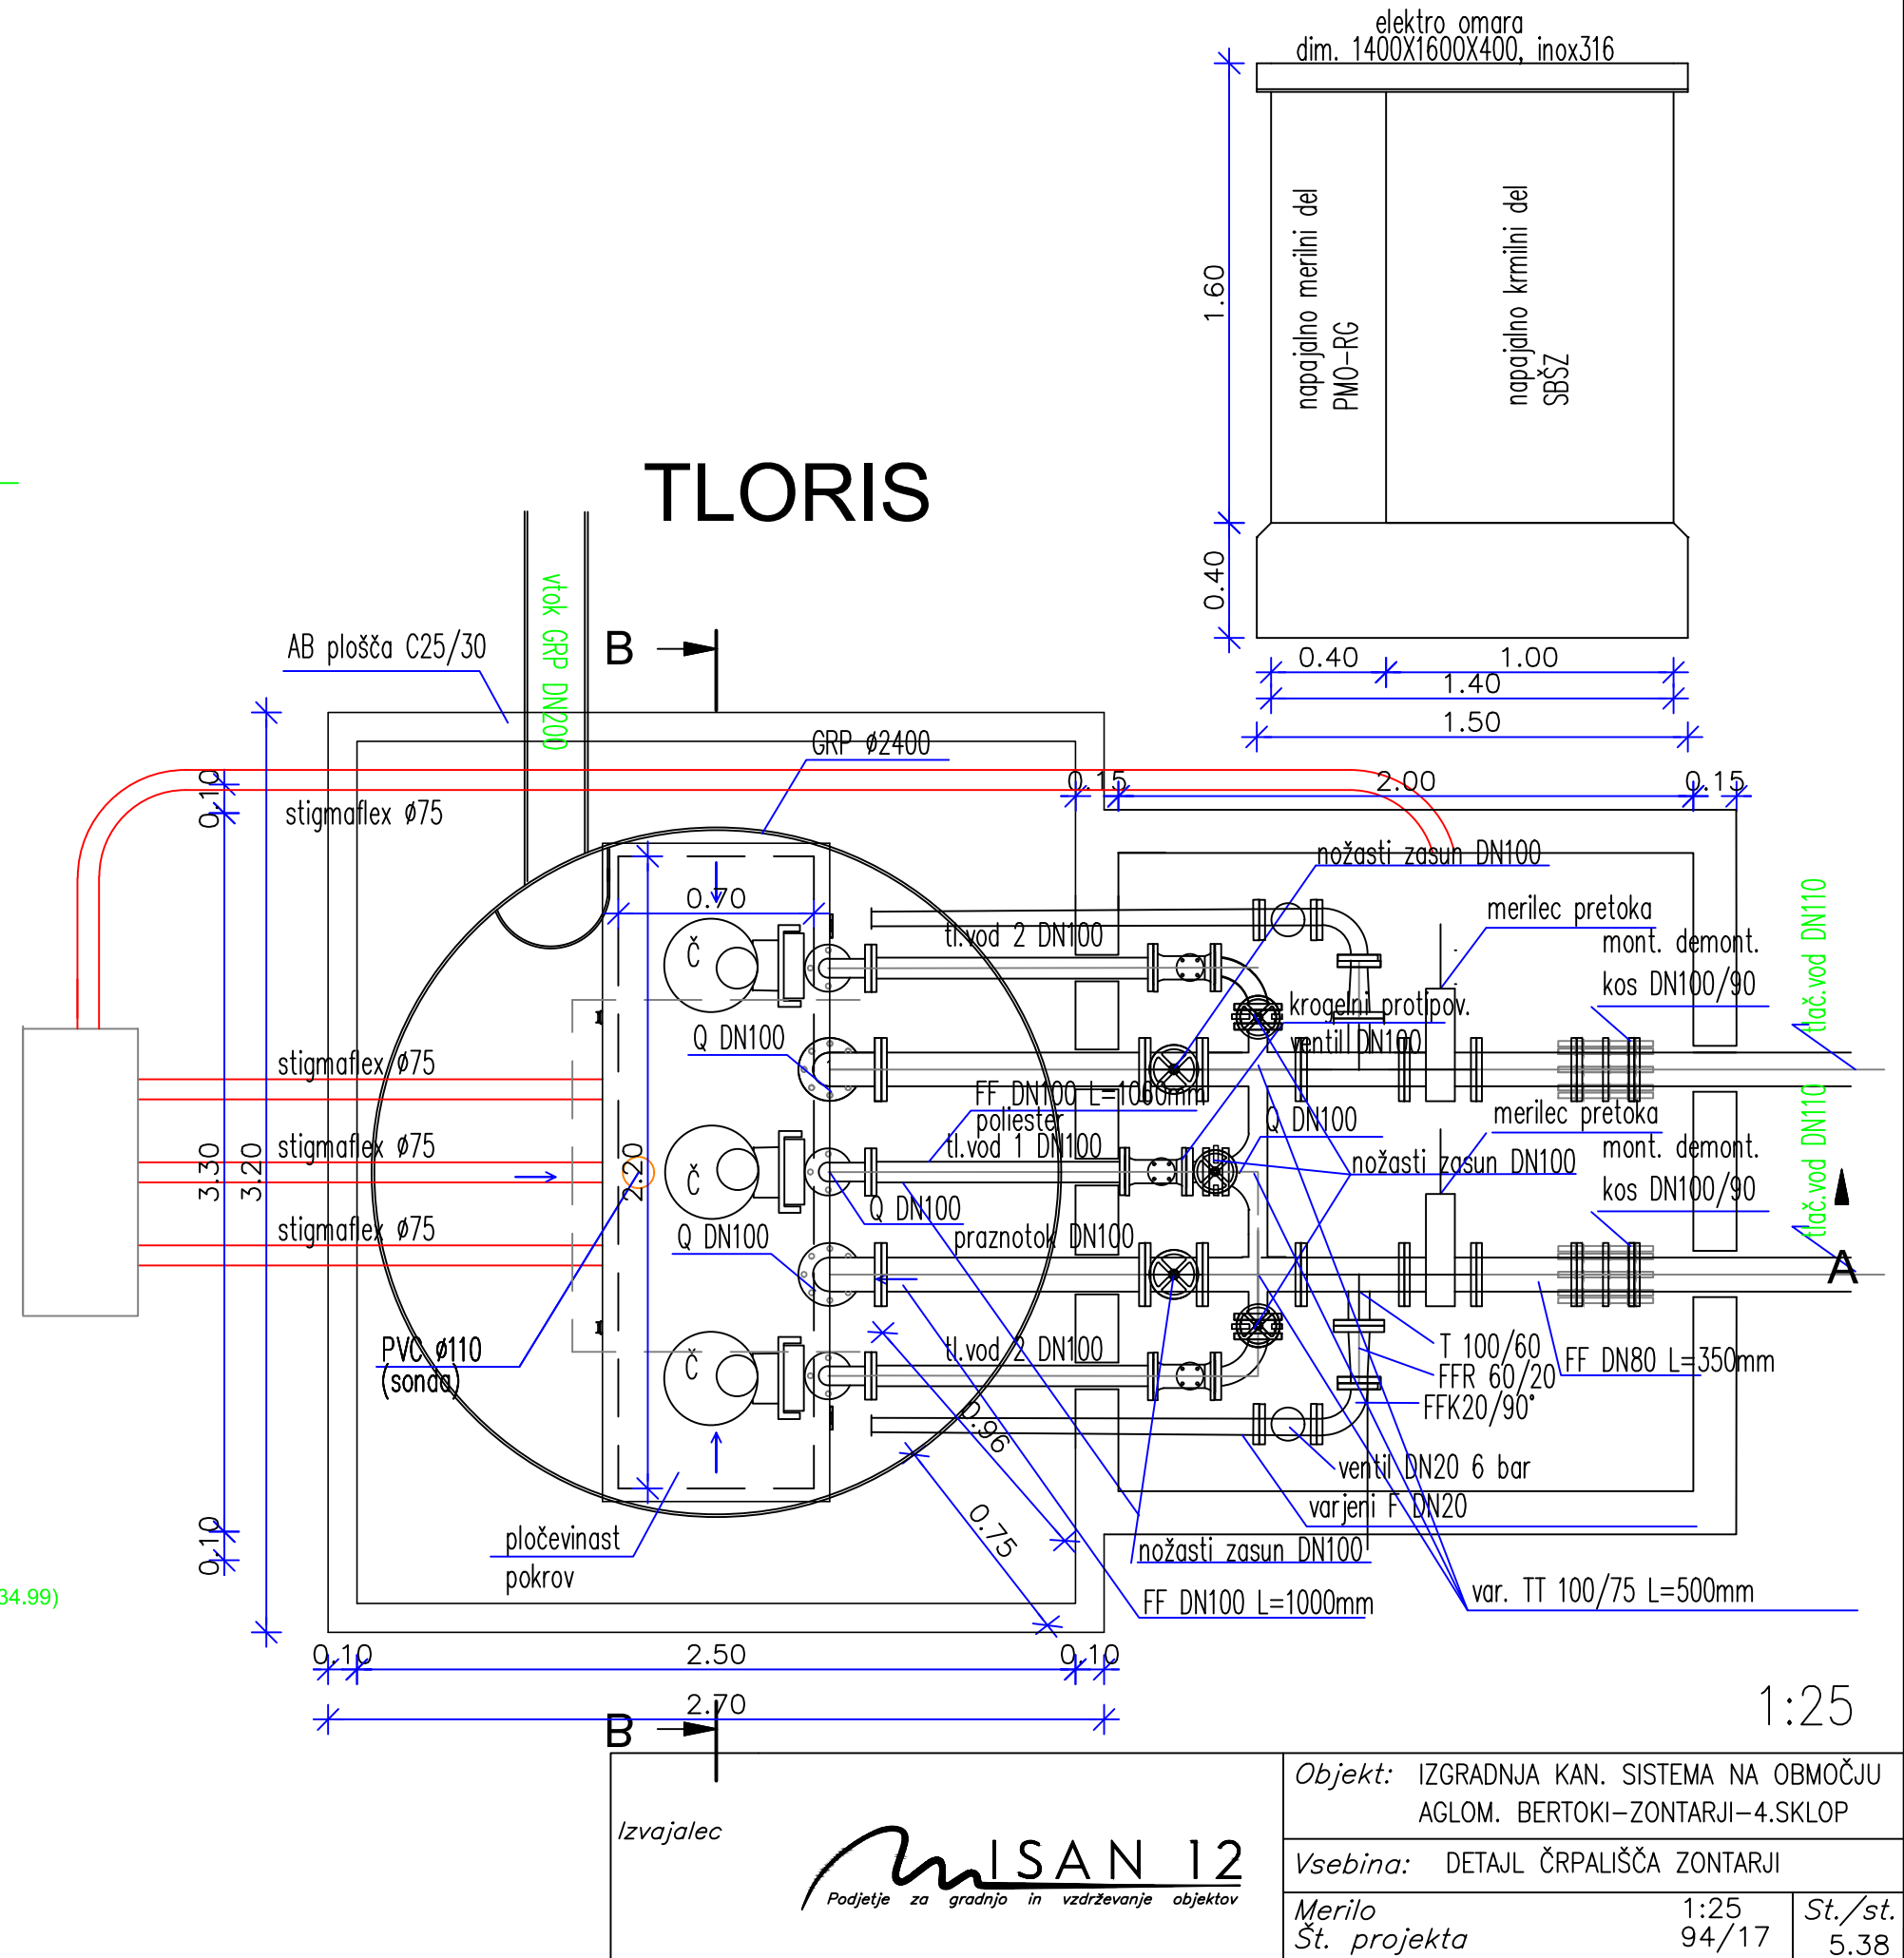 elektro omara
dim. 1400X1600X400, inox316
1.60
napajalno merilni del
PMO-RG
napajalno krmilni del
SBŠZ
0.40
0.40
1.00
1.40
1.50
TLORIS
vtok GRP DN200
AB plošča C25/30
B
GRP ø2400
0.10
stigmaflex ø75
0.15
2.00
0.15
nožasti zasun DN100
0.70
merilec pretoka
tl.vod 2 DN100
mont. demont.
kos DN100/90
tlač.vod DN110
Č
krogelni protipov.
ventil DN100
Q DN100
stigmaflex ø75
FF DN100 L=1000mm
poliester
Q DN100
merilec pretoka
tl.vod 1 DN100
mont. demont.
kos DN100/90
tlač.vod DN110
stigmaflex ø75
3.30
3.20
2.20
Č
nožasti zasun DN100
Q DN100
stigmaflex ø75
Q DN100
praznotok DN100
A
PVC ø110
(sonda)
Č
tl.vod 2 DN100
T 100/60
FFR 60/20
FFK20/90°
FF DN80 L=350mm
0.96
ventil DN20 6 bar
varjeni F DN20
0.75
0.10
pločevinast
pokrov
nožasti zasun DN100
34.99)
FF DN100 L=1000mm
var. TT 100/75 L=500mm
0.10
2.50
0.10
2.70
B
1:25
Izvajalec
MISAN 12
Podjetje za gradnjo in vzdrževanje objektov
Objekt: IZGRADNJA KAN. SISTEMA NA OBMOČJU
AGLOM. BERTOKI-ZONTARJI-4.SKLOP
Vsebina: DETAJL ČRPALIŠČA ZONTARJI
Merilo 1:25
Št. projekta 94/17
St./st.
5.38